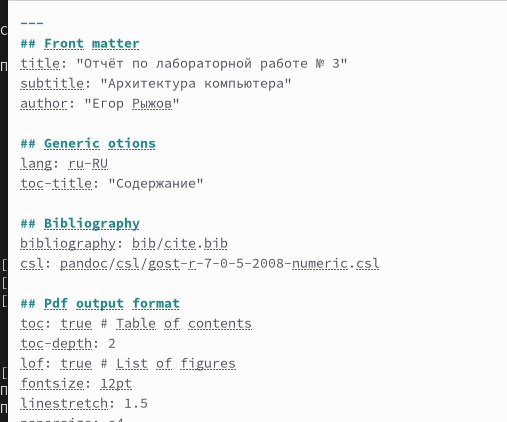 ---
## Front matter
title: "Отчёт по лабораторной работе № 3"
subtitle: "Архитектура компьютера"
author: "Егор Рыжов"
## Generic otions
lang: ru-RU
toc-title: "Содержание"
## Bibliography
bibliography: bib/cite.bib
csl: pandoc/csl/gost-r-7-0-5-2008-numeric.csl
## Pdf output format
toc: true # Table of contents
toc-depth: 2
lof: true # List of figures
fontsize: 12pt
linestretch: 1.5